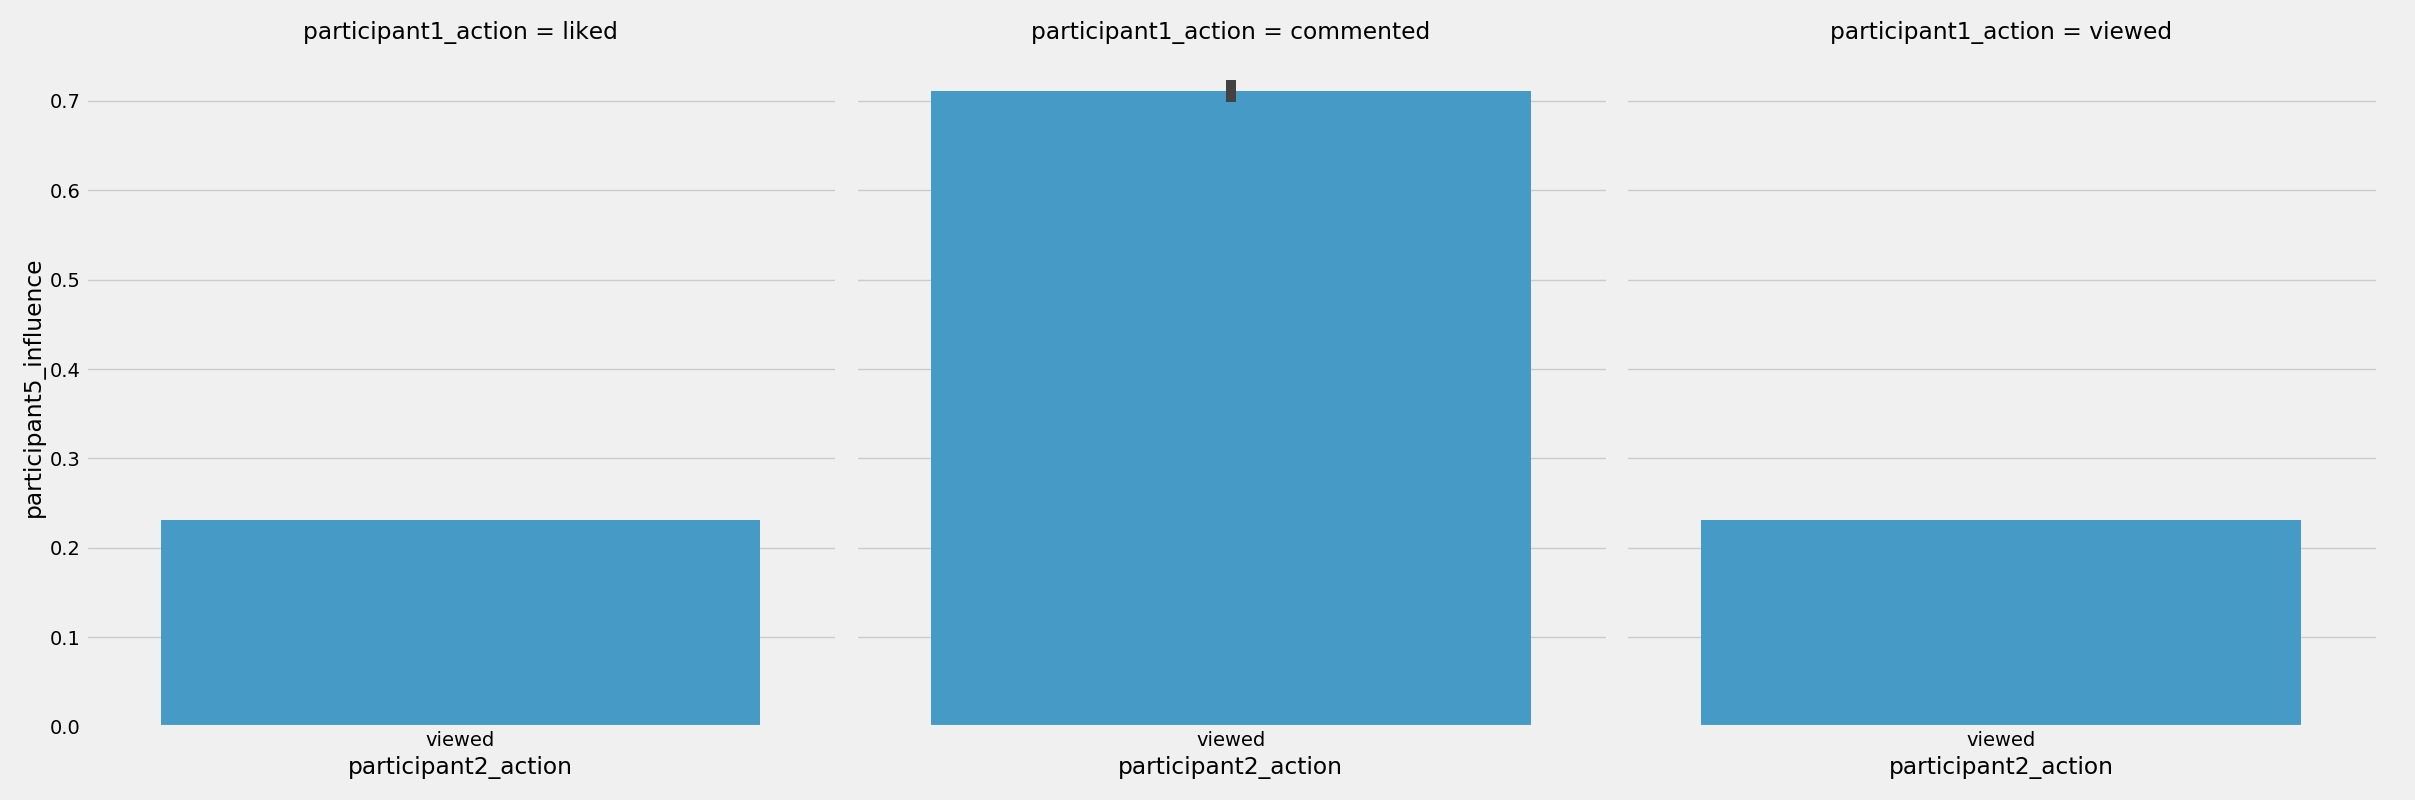 participant1_action = liked
participant1_action = commented
participant1_action = viewed
participant5_influence
0.7
0.6
0.5
0.4
0.3
0.2
0.1
0.0
viewed
viewed
viewed
participant2_action
participant2_action
participant2_action